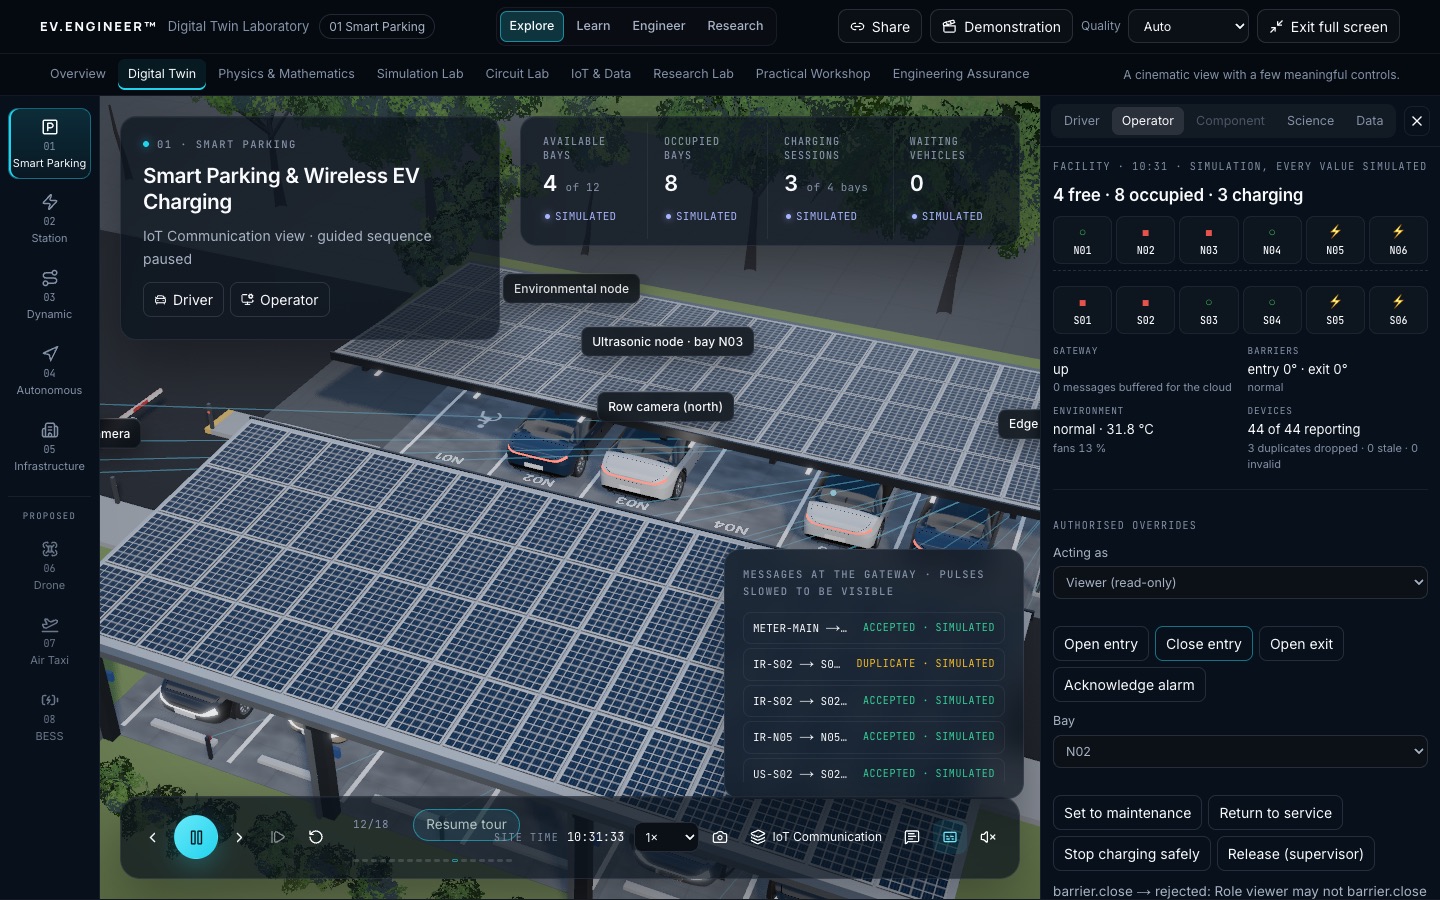 EV.ENGINEER™ Digital Twin Laboratory 01 Smart Parking Explore Learn Engineer Research Share Demonstration Quality Auto Exit full screen
Overview Digital Twin Physics & Mathematics Simulation Lab Circuit Lab IoT & Data Research Lab Practical Workshop Engineering Assurance A cinematic view with a few meaningful controls.
01
Smart Parking
02
Station
03
Dynamic
04
Autonomous
05
Infrastructure
PROPOSED
06
Drone
07
Air Taxi
08
BESS
01 · SMART PARKING
Smart Parking & Wireless EV
Charging
IoT Communication view · guided sequence
paused
Driver Operator
AVAILABLE
BAYS
4 of 12
SIMULATED
OCCUPIED
BAYS
8
SIMULATED
CHARGING
SESSIONS
3 of 4 bays
SIMULATED
WAITING
VEHICLES
0
SIMULATED
Environmental node
Ultrasonic node · bay N03
Row camera (north)
mera
Edge
N01
N02
N03
N04
MESSAGES AT THE GATEWAY · PULSES
SLOWED TO BE VISIBLE
METER-MAIN →… ACCEPTED · SIMULATED
IR-S02 → S0… DUPLICATE · SIMULATED
IR-S02 → S02… ACCEPTED · SIMULATED
IR-N05 → N05… ACCEPTED · SIMULATED
US-S02 → S02… ACCEPTED · SIMULATED
12/18 Resume tour SITE TIME 10:31:33 1× IoT Communication
Driver Operator Component Science Data
FACILITY · 10:31 · SIMULATION, EVERY VALUE SIMULATED
4 free · 8 occupied · 3 charging
N01 N02 N03 N04 N05 N06
S01 S02 S03 S04 S05 S06
GATEWAY
up
0 messages buffered for the cloud
BARRIERS
entry 0° · exit 0°
normal
ENVIRONMENT
normal · 31.8 °C
fans 13 %
DEVICES
44 of 44 reporting
3 duplicates dropped · 0 stale · 0
invalid
AUTHORISED OVERRIDES
Acting as
Viewer (read-only)
Open entry Close entry Open exit
Acknowledge alarm
Bay
N02
Set to maintenance Return to service
Stop charging safely Release (supervisor)
barrier.close → rejected: Role viewer may not barrier.close